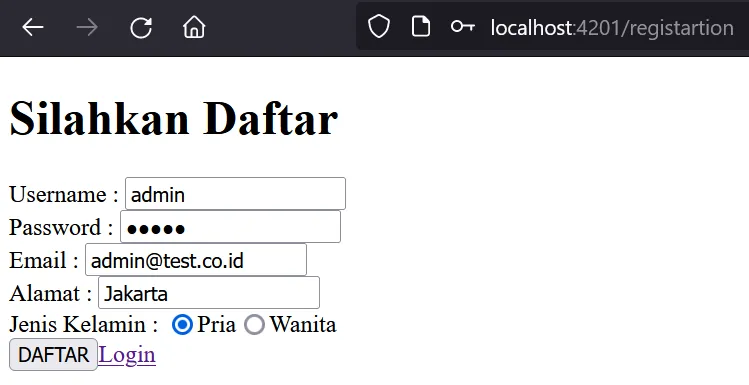 localhost:4201/registartion
Silahkan Daftar
Username : admin
Password : •••••
Email : admin@test.co.id
Alamat : Jakarta
Jenis Kelamin : Pria Wanita
DAFTAR Login